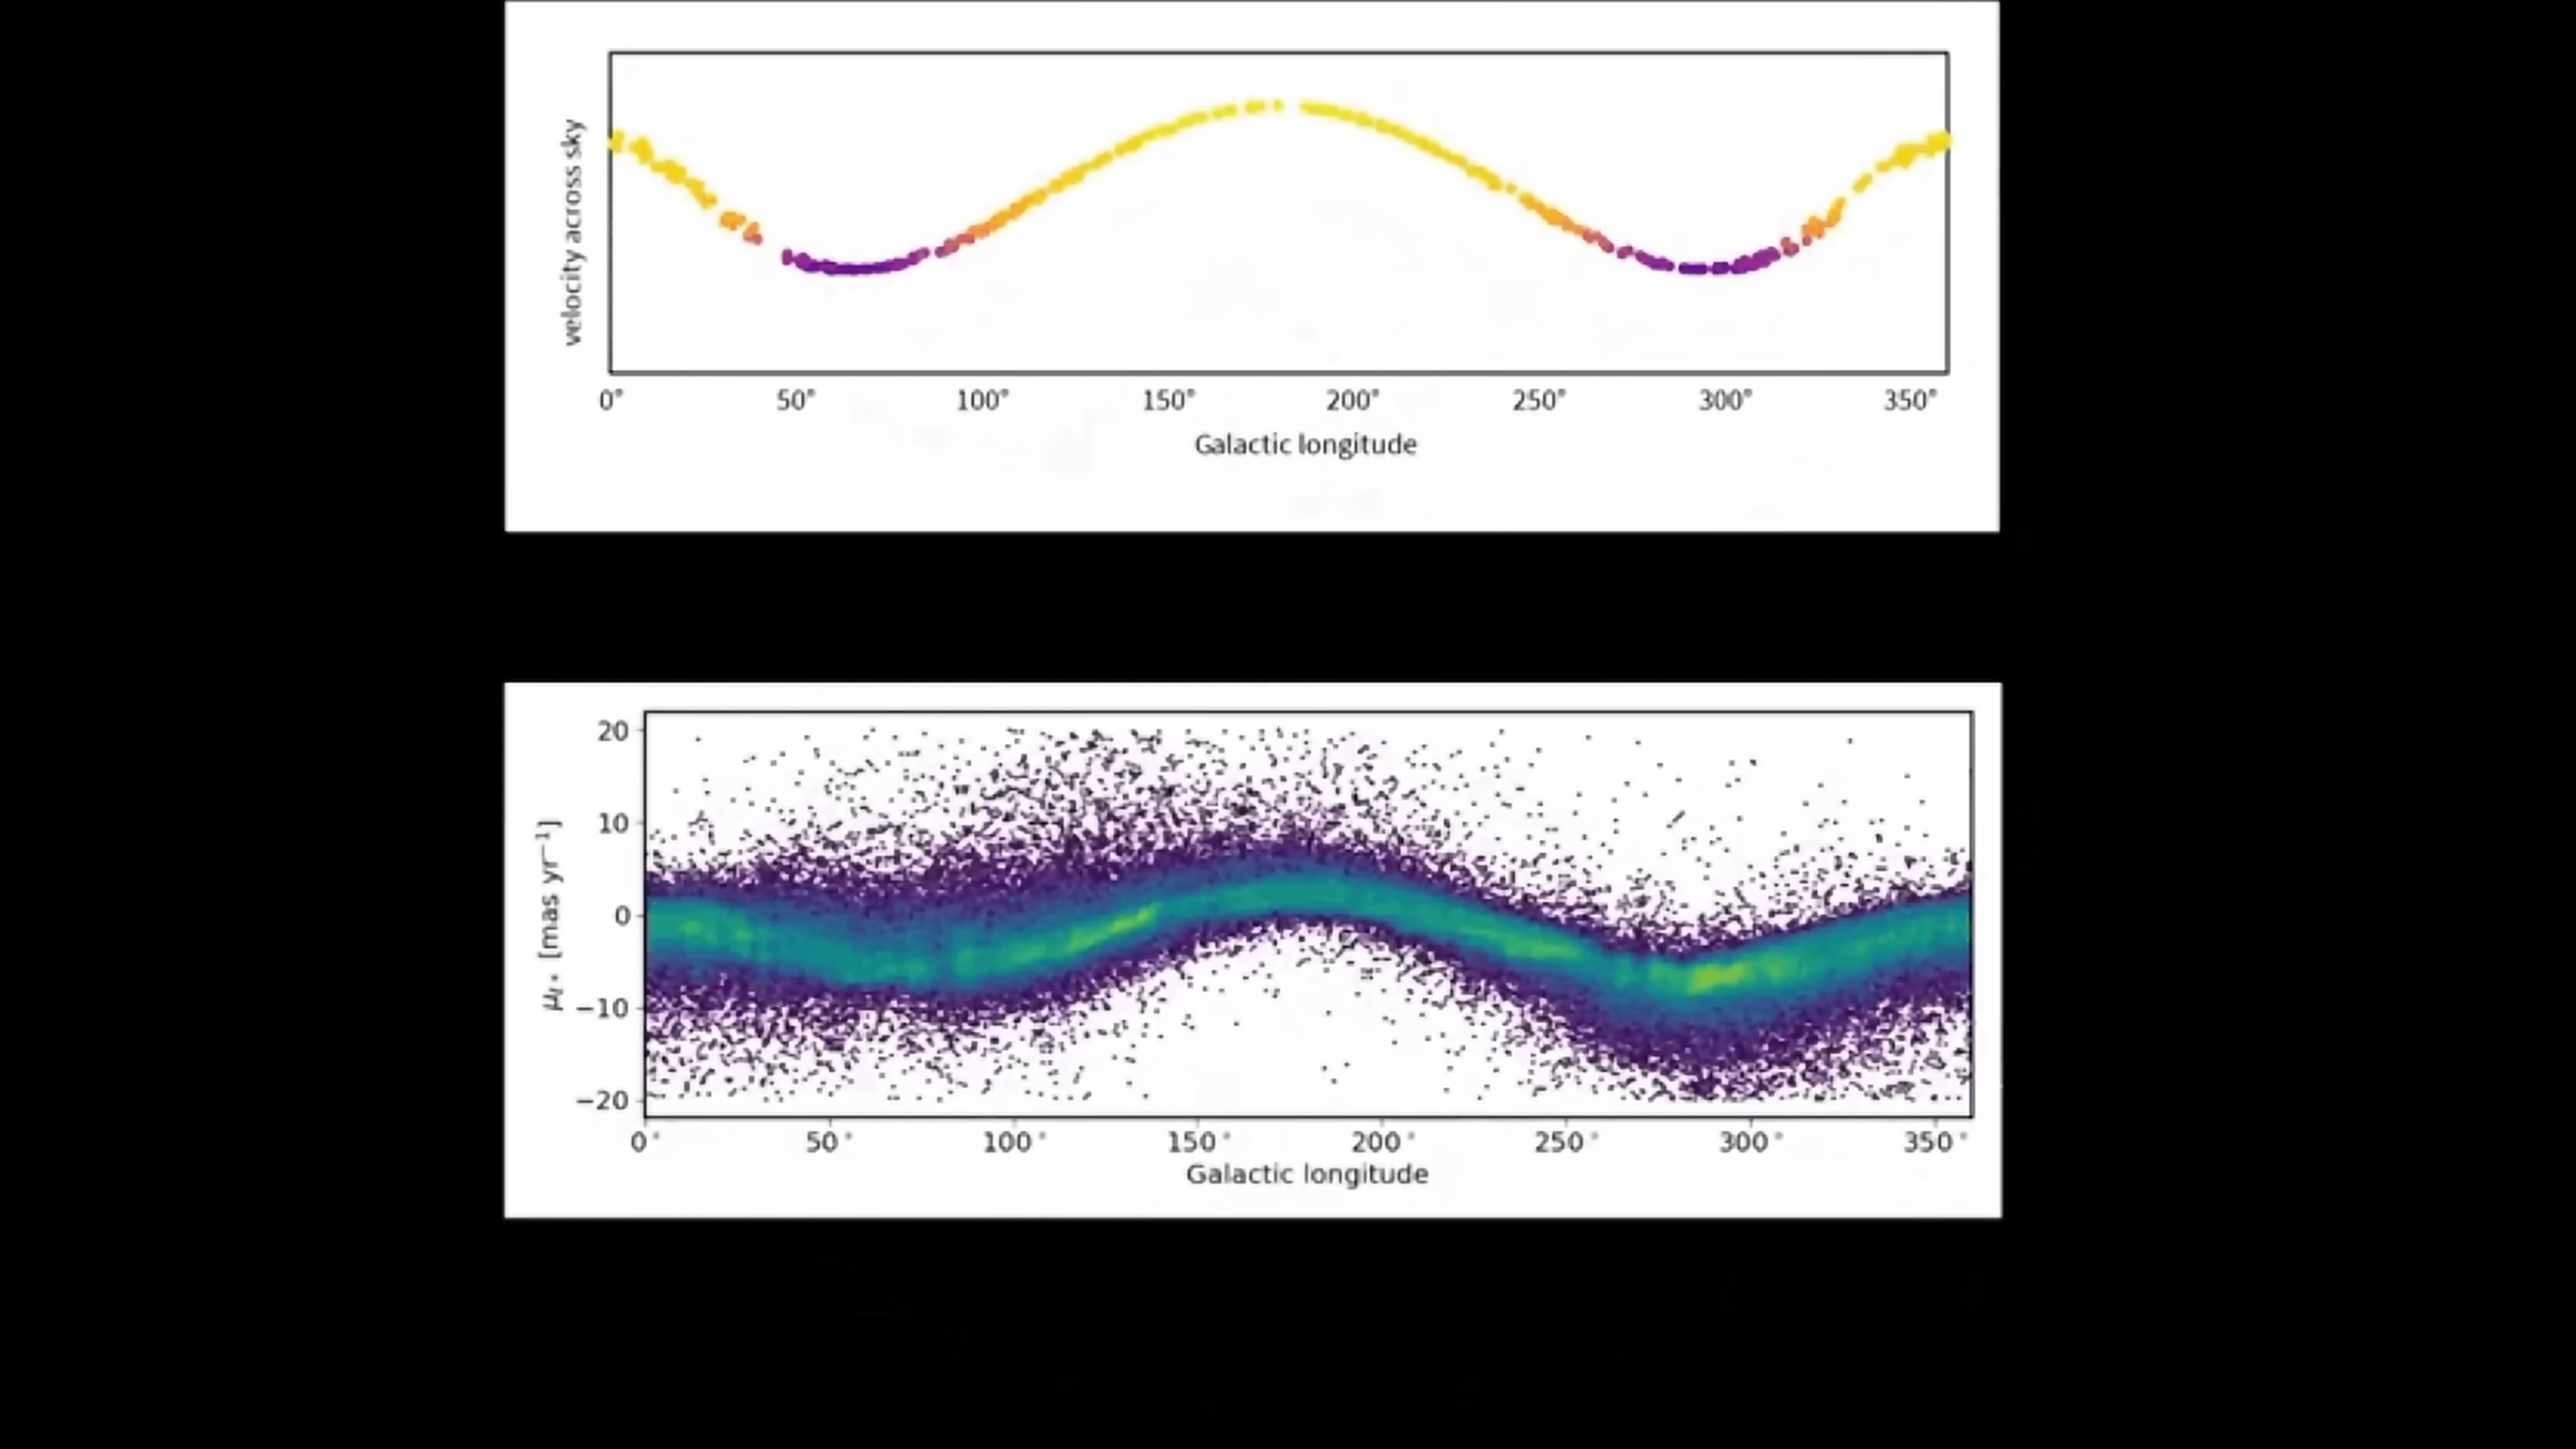 velocity across sky
0° 50° 100° 150° 200° 250° 300° 350°
Galactic longitude
20
10
0
−10
−20
μl* [mas yr⁻¹]
0° 50° 100° 150° 200° 250° 300° 350°
Galactic longitude